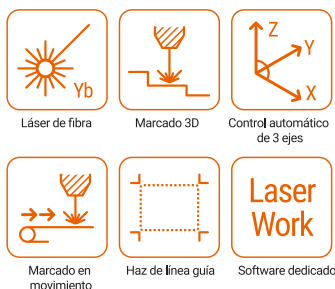 Yb
Láser de fibra
Marcado 3D
Z
Y
X
Control automático
de 3 ejes
Marcado en
movimiento
Haz de línea guía
Laser
Work
Software dedicado